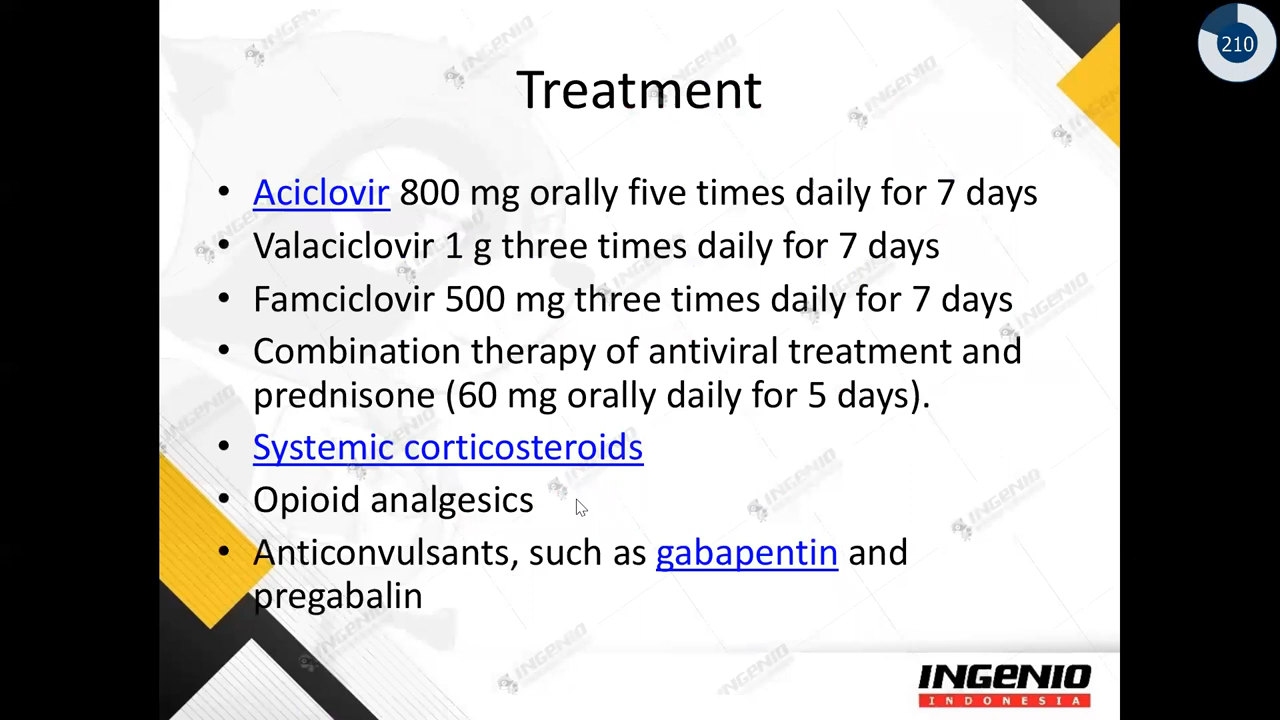 210
Treatment
• Aciclovir 800 mg orally five times daily for 7 days
• Valaciclovir 1 g three times daily for 7 days
• Famciclovir 500 mg three times daily for 7 days
• Combination therapy of antiviral treatment and
prednisone (60 mg orally daily for 5 days).
• Systemic corticosteroids
• Opioid analgesics
• Anticonvulsants, such as gabapentin and
pregabalin
INGENIO
INDONESIA